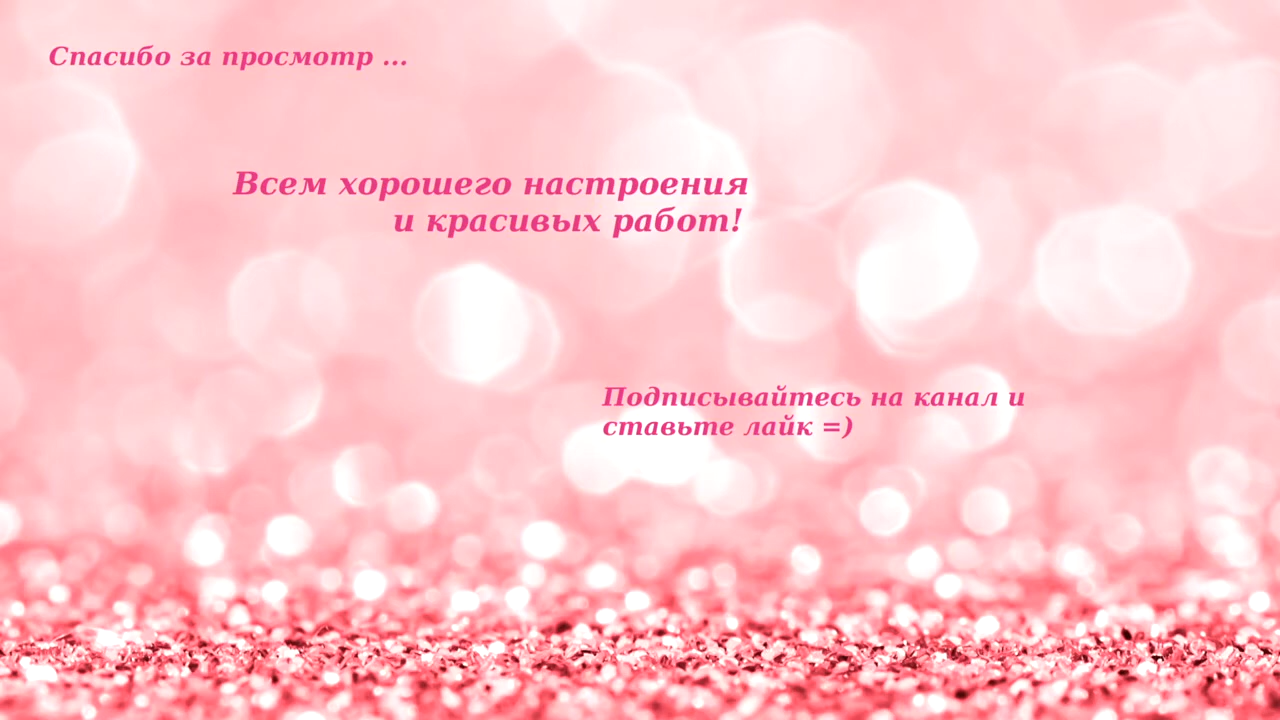 Спасибо за просмотр ...
Всем хорошего настроения
и красивых работ!
Подписывайтесь на канал и
ставьте лайк =)